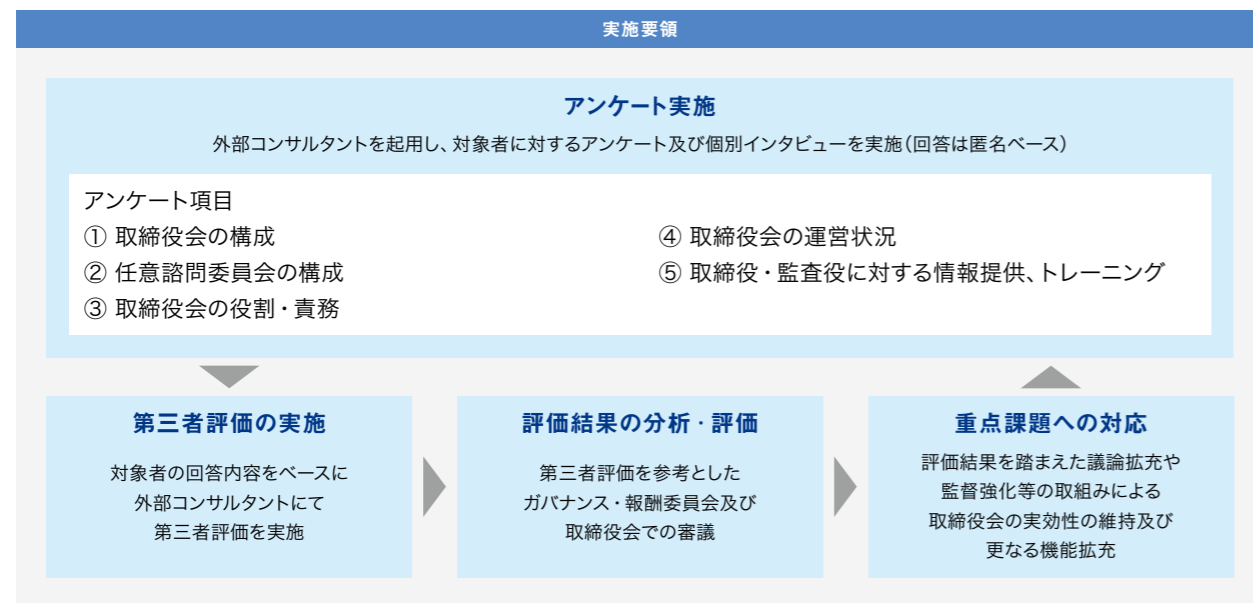 実施要領
アンケート実施
外部コンサルタントを起用し、対象者に対するアンケート及び個別インタビューを実施（回答は匿名ベース）
アンケート項目
① 取締役会の構成
② 任意諮問委員会の構成
③ 取締役会の役割・責務
④ 取締役会の運営状況
⑤ 取締役・監査役に対する情報提供、トレーニング
第三者評価の実施
対象者の回答内容をベースに
外部コンサルタントにて
第三者評価を実施
評価結果の分析・評価
第三者評価を参考とした
ガバナンス・報酬委員会及び
取締役会での審議
重点課題への対応
評価結果を踏まえた議論拡充や
監督強化等の取組みによる
取締役会の実効性の維持及び
更なる機能拡充